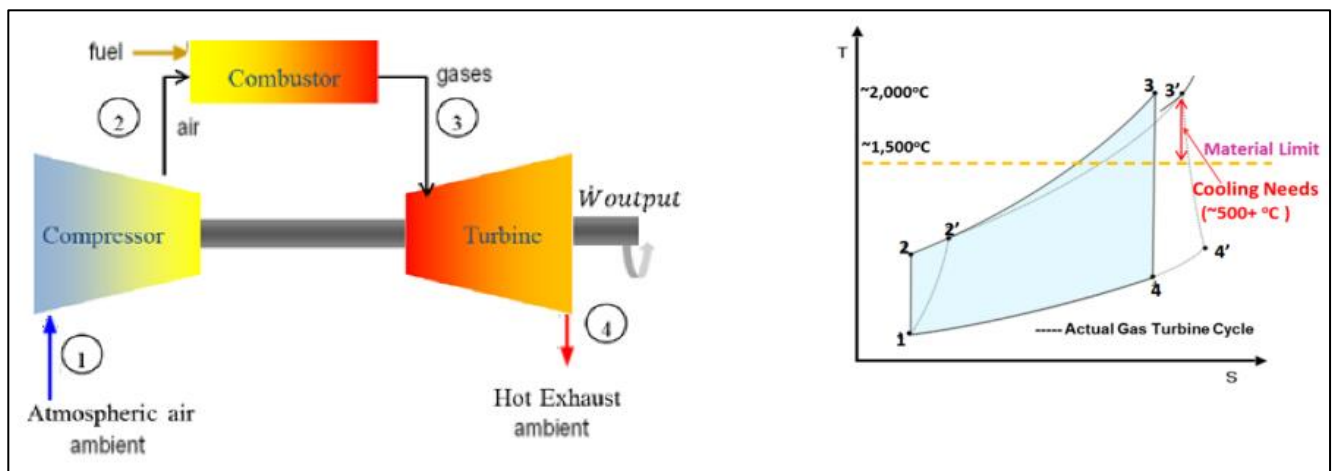 fuel
Combustor
gases
2
air
3
Compressor
Turbine
Ẇoutput
1
4
Atmospheric air
ambient
Hot Exhaust
ambient
T
~2,000°C
3
3’
~1,500°C
Material Limit
Cooling Needs
(~500+ °C )
2
2’
4’
4
1
----- Actual Gas Turbine Cycle
S